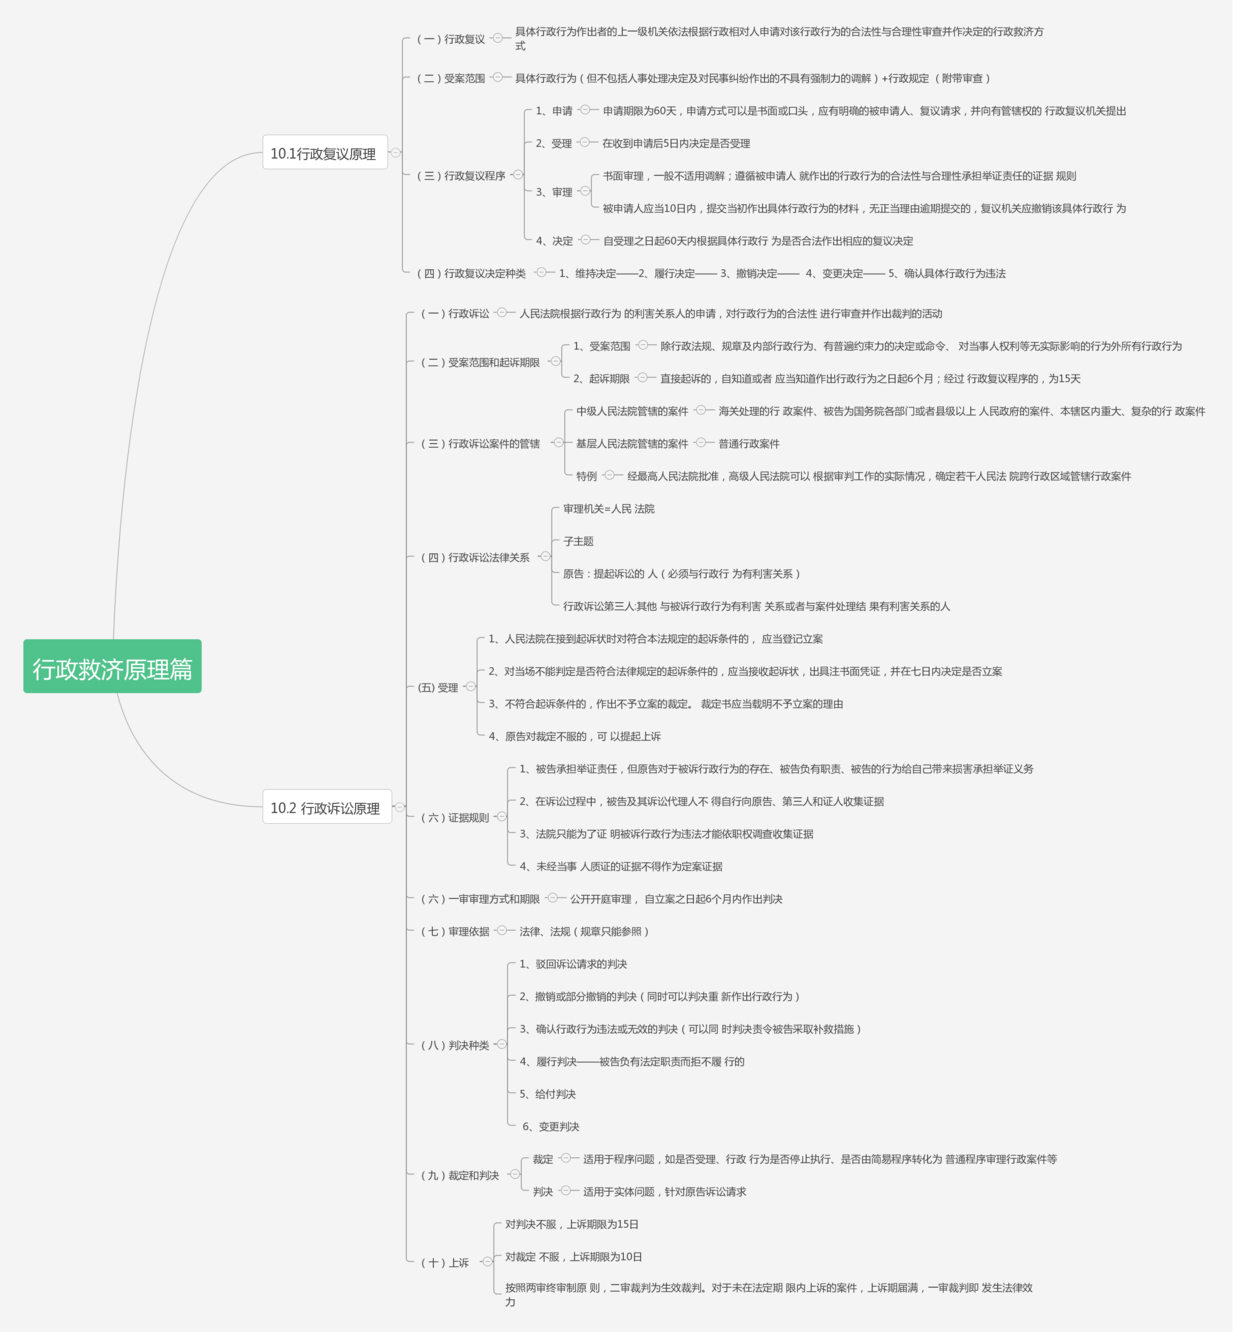 行政救济原理篇
10.1行政复议原理
（一）行政复议
具体行政行为作出者的上一级机关依法根据行政相对人申请对该行政行为的合法性与合理性审查并作决定的行政救济方
式
（二）受案范围
具体行政行为（但不包括人事处理决定及对民事纠纷作出的不具有强制力的调解）+行政规定 （附带审查）
（三）行政复议程序
1、申请
申请期限为60天，申请方式可以是书面或口头，应有明确的被申请人、复议请求，并向有管辖权的 行政复议机关提出
2、受理
在收到申请后5日内决定是否受理
3、审理
书面审理，一般不适用调解；遵循被申请人 就作出的行政行为的合法性与合理性承担举证责任的证据 规则
被申请人应当10日内，提交当初作出具体行政行为的材料，无正当理由逾期提交的，复议机关应撤销该具体行政行 为
4、决定
自受理之日起60天内根据具体行政行 为是否合法作出相应的复议决定
（四）行政复议决定种类
1、维持决定——2、履行决定—— 3、撤销决定—— 4、变更决定—— 5、确认具体行政行为违法
10.2 行政诉讼原理
（一）行政诉讼
人民法院根据行政行为 的利害关系人的申请，对行政行为的合法性 进行审查并作出裁判的活动
（二）受案范围和起诉期限
1、受案范围
除行政法规、规章及内部行政行为、有普遍约束力的决定或命令、 对当事人权利等无实际影响的行为外所有行政行为
2、起诉期限
直接起诉的，自知道或者 应当知道作出行政行为之日起6个月；经过 行政复议程序的，为15天
（三）行政诉讼案件的管辖
中级人民法院管辖的案件
海关处理的行 政案件、被告为国务院各部门或者县级以上 人民政府的案件、本辖区内重大、复杂的行 政案件
基层人民法院管辖的案件
普通行政案件
特例
经最高人民法院批准，高级人民法院可以 根据审判工作的实际情况，确定若干人民法 院跨行政区域管辖行政案件
（四）行政诉讼法律关系
审理机关=人民 法院
子主题
原告：提起诉讼的 人（必须与行政行 为有利害关系）
行政诉讼第三人:其他 与被诉行政行为有利害 关系或者与案件处理结 果有利害关系的人
(五) 受理
1、人民法院在接到起诉状时对符合本法规定的起诉条件的， 应当登记立案
2、对当场不能判定是否符合法律规定的起诉条件的，应当接收起诉状，出具注书面凭证，并在七日内决定是否立案
3、不符合起诉条件的，作出不予立案的裁定。 裁定书应当载明不予立案的理由
4、原告对裁定不服的，可 以提起上诉
（六）证据规则
1、被告承担举证责任，但原告对于被诉行政行为的存在、被告负有职责、被告的行为给自己带来损害承担举证义务
2、在诉讼过程中，被告及其诉讼代理人不 得自行向原告、第三人和证人收集证据
3、法院只能为了证 明被诉行政行为违法才能依职权调查收集证据
4、未经当事 人质证的证据不得作为定案证据
（六）一审审理方式和期限
公开开庭审理， 自立案之日起6个月内作出判决
（七）审理依据
法律、法规（规章只能参照）
（八）判决种类
1、驳回诉讼请求的判决
2、撤销或部分撤销的判决（同时可以判决重 新作出行政行为）
3、确认行政行为违法或无效的判决（可以同 时判决责令被告采取补救措施）
4、履行判决——被告负有法定职责而拒不履 行的
5、给付判决
6、变更判决
（九）裁定和判决
裁定
适用于程序问题，如是否受理、行政 行为是否停止执行、是否由简易程序转化为 普通程序审理行政案件等
判决
适用于实体问题，针对原告诉讼请求
（十）上诉
对判决不服，上诉期限为15日
对裁定 不服，上诉期限为10日
按照两审终审制原 则，二审裁判为生效裁判。对于未在法定期 限内上诉的案件，上诉期届满，一审裁判即 发生法律效
力